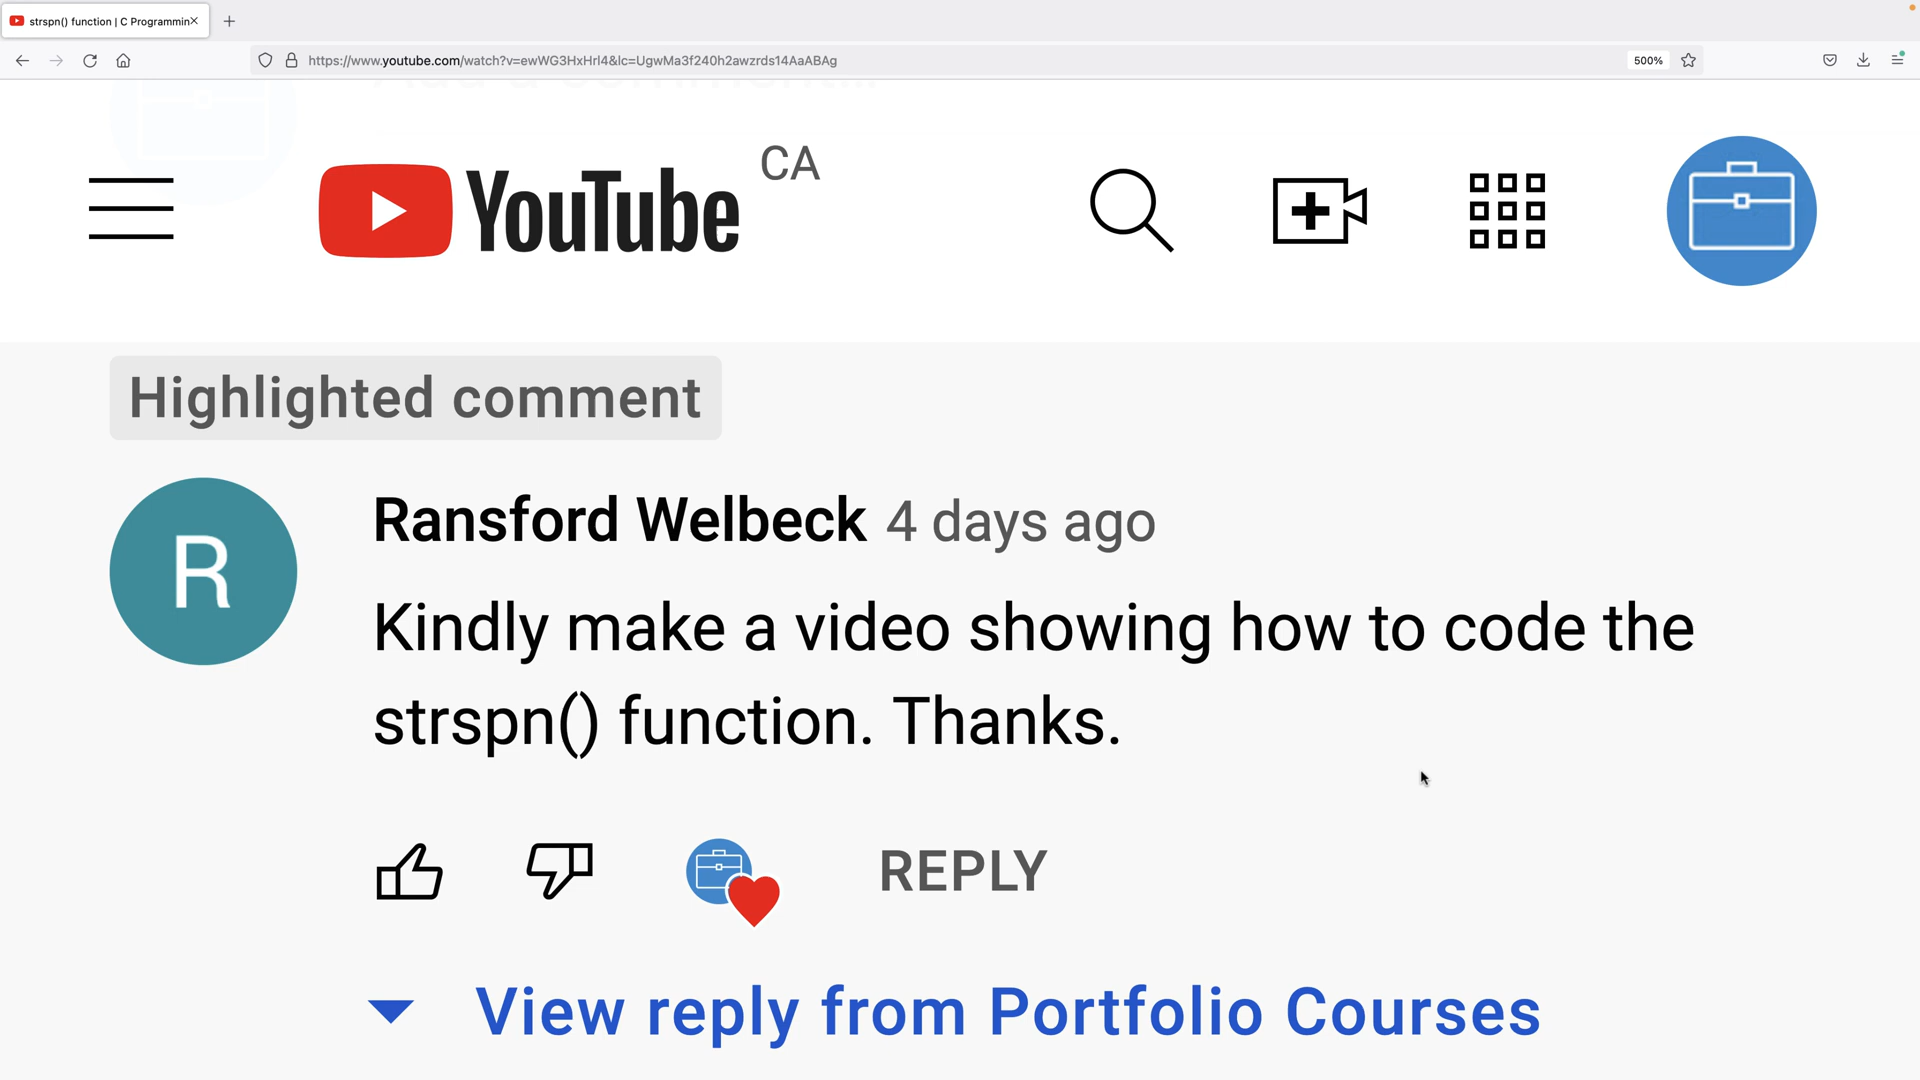 strspn() function | C Programmin
https://www.youtube.com/watch?v=ewWG3HxHrl4&lc=UgwMa3f240h2awzrds14AaABAg
500%
YouTube CA
Highlighted comment
R
Ransford Welbeck 4 days ago
Kindly make a video showing how to code the
strspn() function. Thanks.
REPLY
View reply from Portfolio Courses